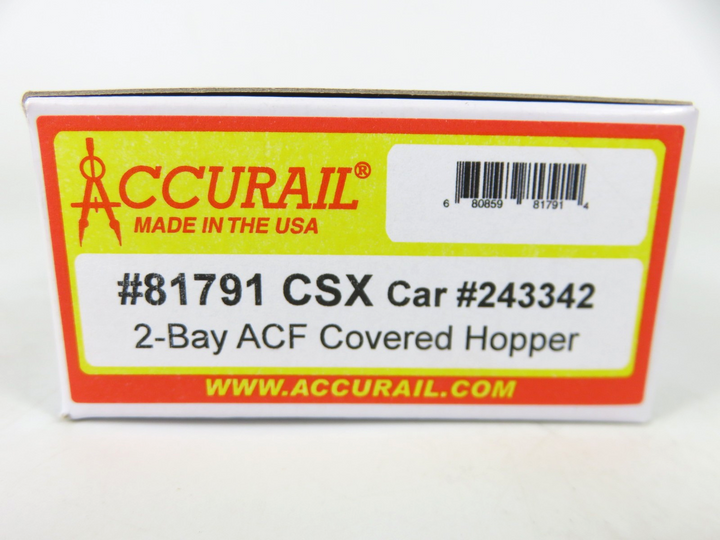 ACCURAIL®
MADE IN THE USA
6 80859 81791 4
#81791 CSX Car #243342
2-Bay ACF Covered Hopper
WWW.ACCURAIL.COM